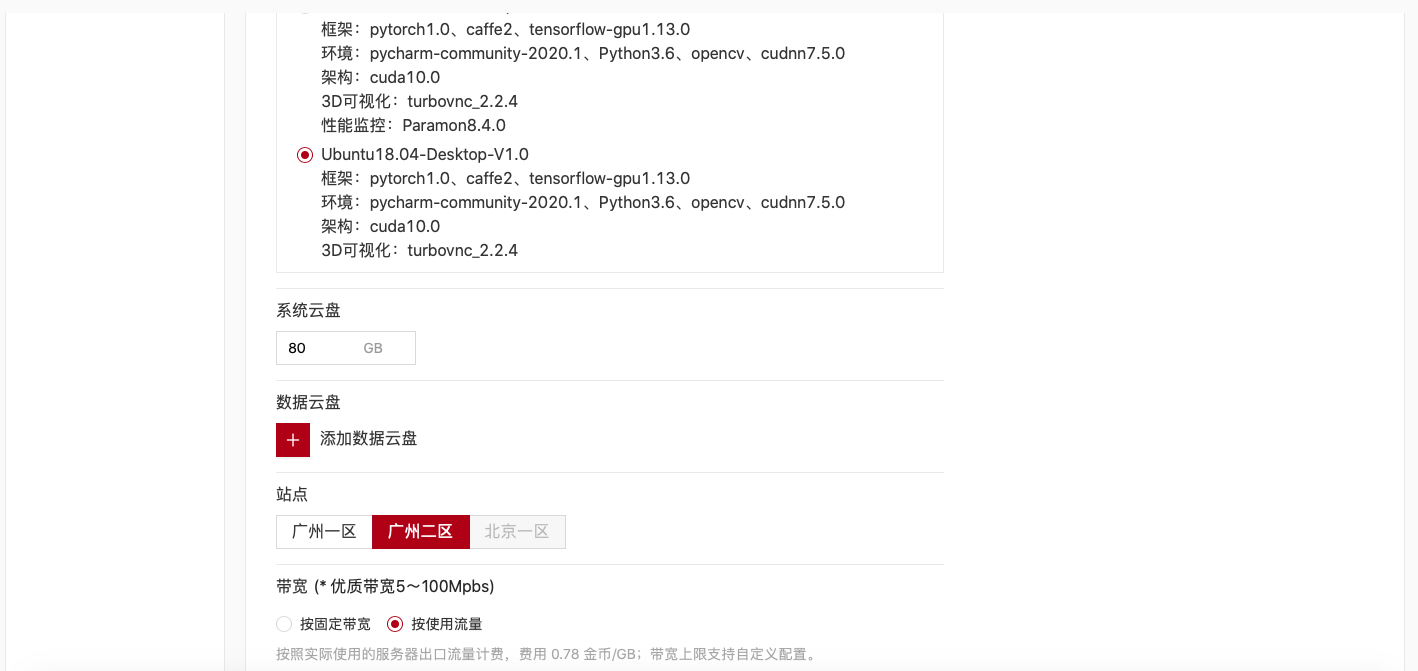 框架：pytorch1.0、caffe2、tensorflow-gpu1.13.0
环境：pycharm-community-2020.1、Python3.6、opencv、cudnn7.5.0
架构：cuda10.0
3D可视化：turbovnc_2.2.4
性能监控：Paramon8.4.0
Ubuntu18.04-Desktop-V1.0
框架：pytorch1.0、caffe2、tensorflow-gpu1.13.0
环境：pycharm-community-2020.1、Python3.6、opencv、cudnn7.5.0
架构：cuda10.0
3D可视化：turbovnc_2.2.4
系统云盘
80 GB
数据云盘
添加数据云盘
站点
广州一区 广州二区 北京一区
带宽 (* 优质带宽5～100Mpbs)
按固定带宽 按使用流量
按照实际使用的服务器出口流量计费，费用 0.78 金币/GB；带宽上限支持自定义配置。